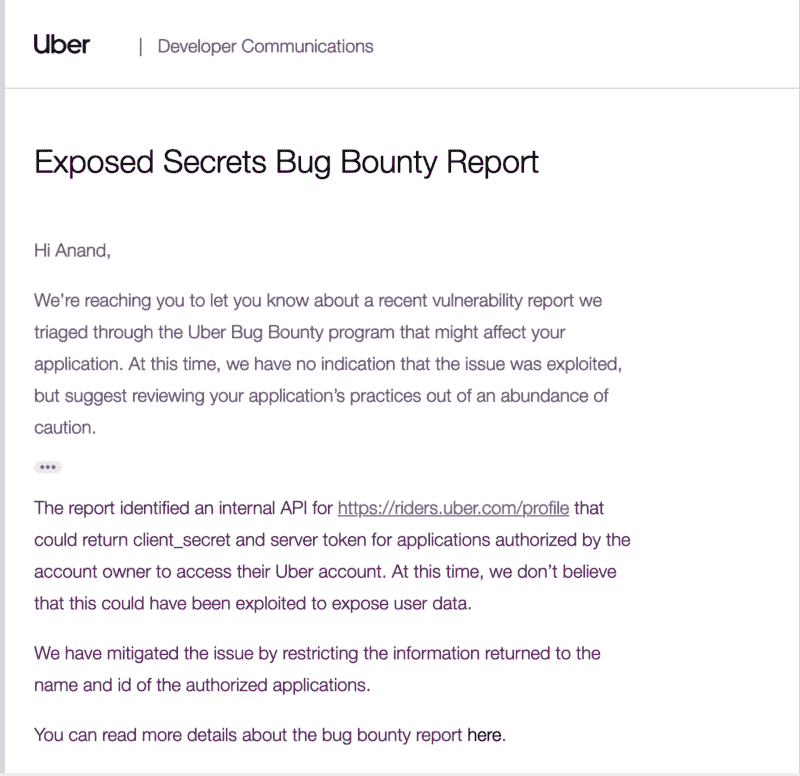 Uber | Developer Communications
Exposed Secrets Bug Bounty Report
Hi Anand,
We’re reaching you to let you know about a recent vulnerability report we
triaged through the Uber Bug Bounty program that might affect your
application. At this time, we have no indication that the issue was exploited,
but suggest reviewing your application’s practices out of an abundance of
caution.
The report identified an internal API for https://riders.uber.com/profile that
could return client_secret and server token for applications authorized by the
account owner to access their Uber account. At this time, we don’t believe
that this could have been exploited to expose user data.
We have mitigated the issue by restricting the information returned to the
name and id of the authorized applications.
You can read more details about the bug bounty report here.